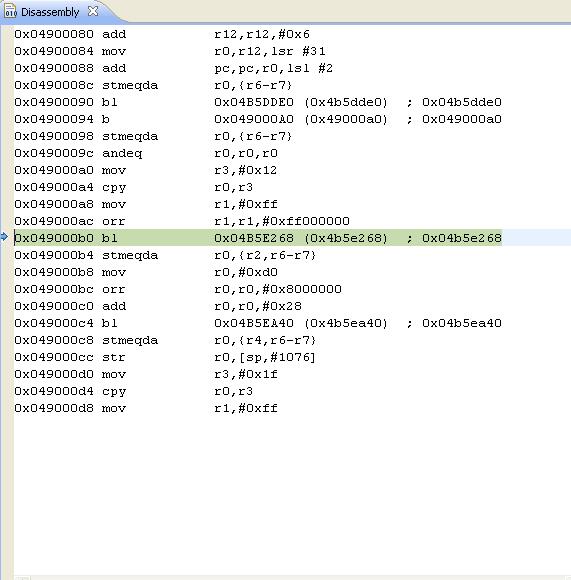 Disassembly
0x04900080 add r12,r12,#0x6
0x04900084 mov r0,r12,lsr #31
0x04900088 add pc,pc,r0,lsl #2
0x0490008c stmeqda r0,{r6-r7}
0x04900090 bl 0x04B5DDE0 (0x4b5dde0) ; 0x04b5dde0
0x04900094 b 0x049000A0 (0x49000a0) ; 0x049000a0
0x04900098 stmeqda r0,{r6-r7}
0x0490009c andeq r0,r0,r0
0x049000a0 mov r3,#0x12
0x049000a4 cpy r0,r3
0x049000a8 mov r1,#0xff
0x049000ac orr r1,r1,#0xff000000
0x049000b0 bl 0x04B5E268 (0x4b5e268) ; 0x04b5e268
0x049000b4 stmeqda r0,{r2,r6-r7}
0x049000b8 mov r0,#0xd0
0x049000bc orr r0,r0,#0x8000000
0x049000c0 add r0,r0,#0x28
0x049000c4 bl 0x04B5EA40 (0x4b5ea40) ; 0x04b5ea40
0x049000c8 stmeqda r0,{r4,r6-r7}
0x049000cc str r0,[sp,#1076]
0x049000d0 mov r3,#0x1f
0x049000d4 cpy r0,r3
0x049000d8 mov r1,#0xff